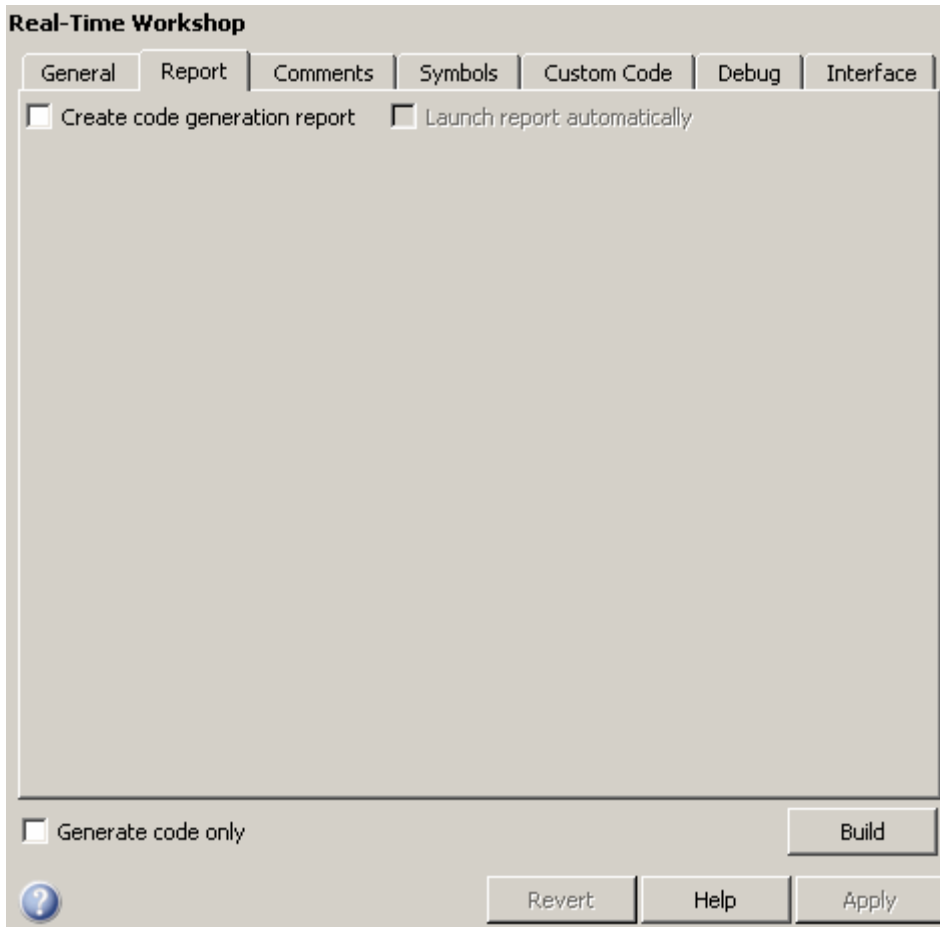 Real-Time Workshop
General Report Comments Symbols Custom Code Debug Interface
Create code generation report Launch report automatically
Generate code only Build
? Revert Help Apply